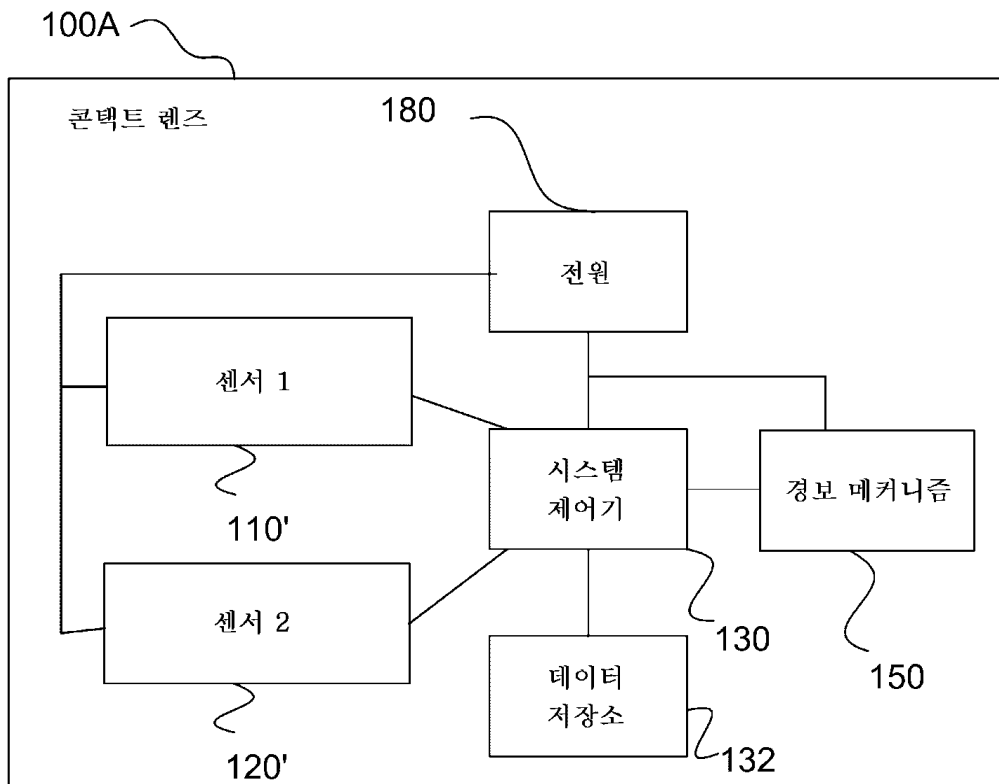 100A
콘택트 렌즈
180
전원
센서 1
110'
시스템
제어기
130
경보 메커니즘
150
센서 2
120'
데이터
저장소
132